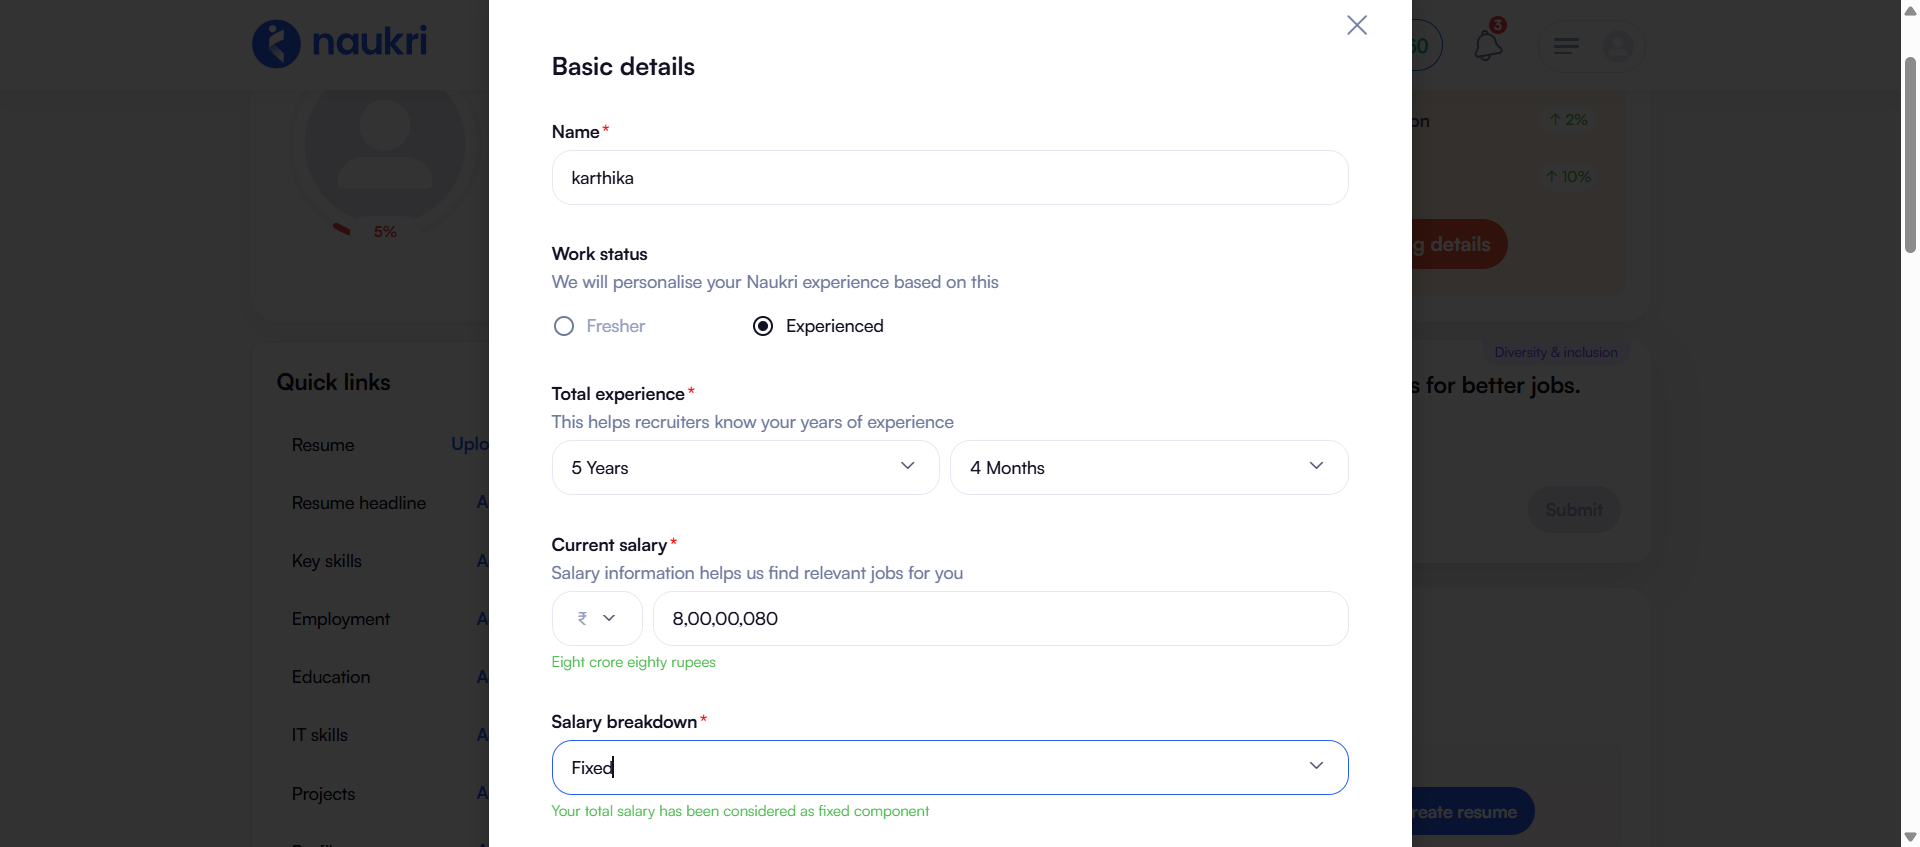 naukri
60
3
Basic details
Name*
karthika
Work status
We will personalise your Naukri experience based on this
Fresher
Experienced
Total experience*
This helps recruiters know your years of experience
5 Years
4 Months
Current salary*
Salary information helps us find relevant jobs for you
₹
8,00,00,080
Eight crore eighty rupees
Salary breakdown*
Fixed
Your total salary has been considered as fixed component
5%
Quick links
Resume
Resume headline
Key skills
Employment
Education
IT skills
Projects
↑ 2%
↑ 10%
details
Diversity & inclusion
for better jobs.
Submit
resume